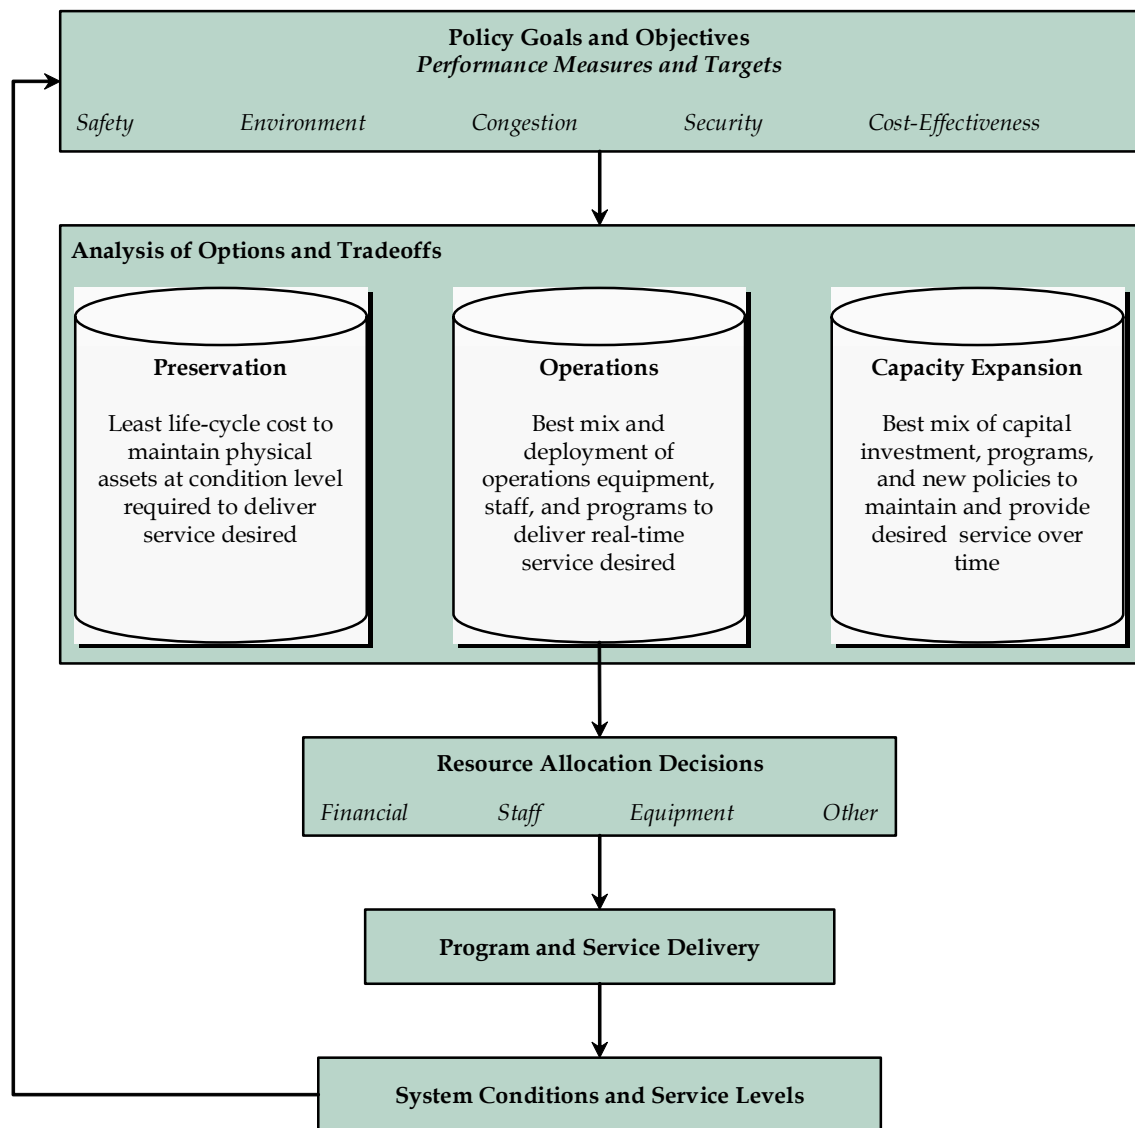 Policy Goals and Objectives
Performance Measures and Targets
Safety Environment Congestion Security Cost-Effectiveness
Analysis of Options and Tradeoffs
Preservation
Least life-cycle cost to
maintain physical
assets at condition level
required to deliver
service desired
Operations
Best mix and
deployment of
operations equipment,
staff, and programs to
deliver real-time
service desired
Capacity Expansion
Best mix of capital
investment, programs,
and new policies to
maintain and provide
desired service over
time
Resource Allocation Decisions
Financial Staff Equipment Other
Program and Service Delivery
System Conditions and Service Levels